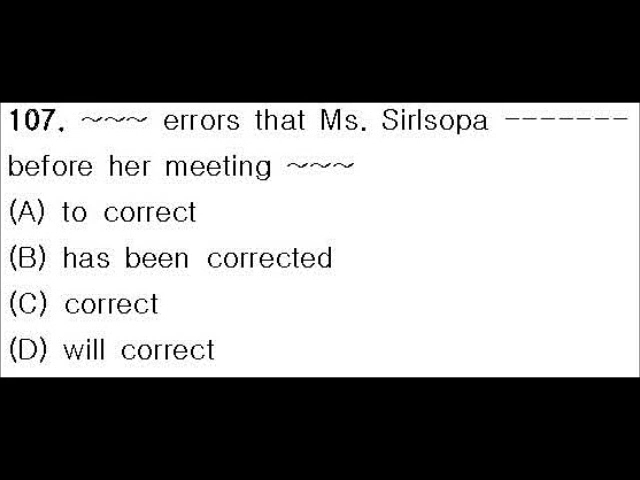 107. ~~~ errors that Ms. Sirlsopa -------
before her meeting ~~~
(A) to correct
(B) has been corrected
(C) correct
(D) will correct